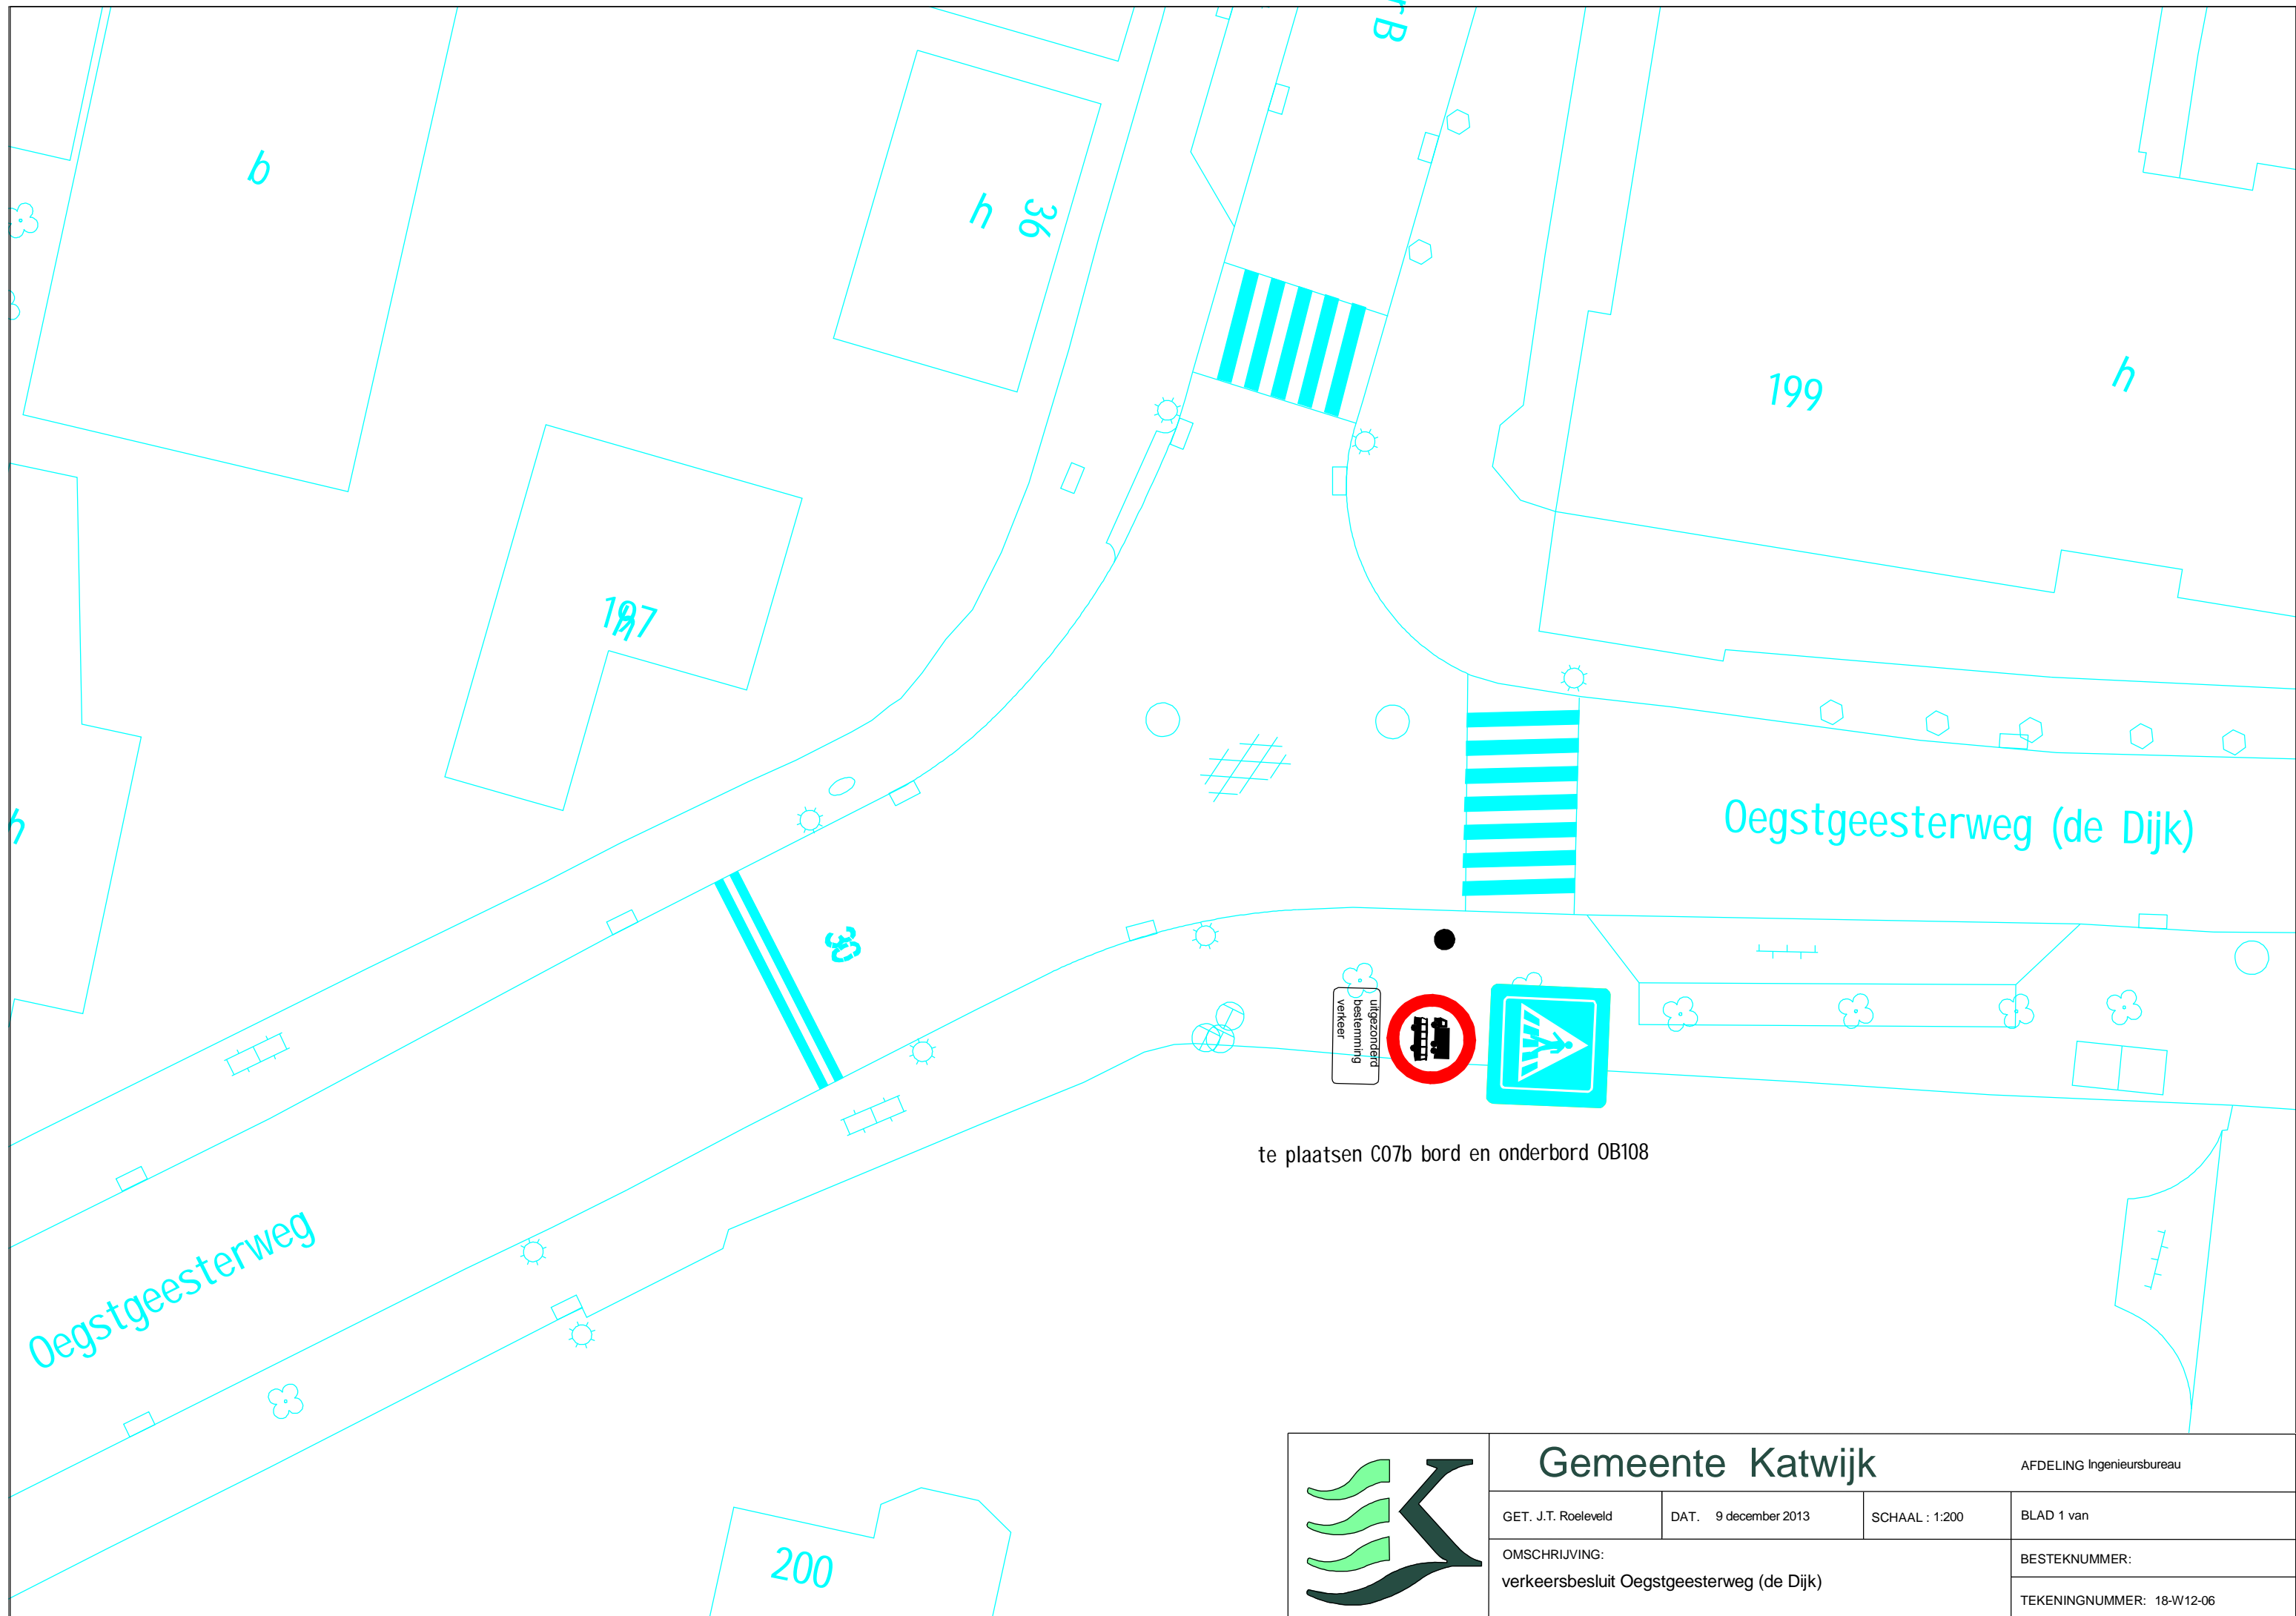 rB
b
h
36
199
h
197
h
h
Oegstgeesterweg (de Dijk)
30
uitgezonderd
bestemming
verkeer
te plaatsen C07b bord en onderbord OB108
Oegstgeesterweg
200
Gemeente Katwijk
AFDELING Ingenieursbureau
GET. J.T. Roeleveld
DAT. 9 december 2013
SCHAAL : 1:200
BLAD 1 van
OMSCHRIJVING:
verkeersbesluit Oegstgeesterweg (de Dijk)
BESTEKNUMMER:
TEKENINGNUMMER: 18-W12-06